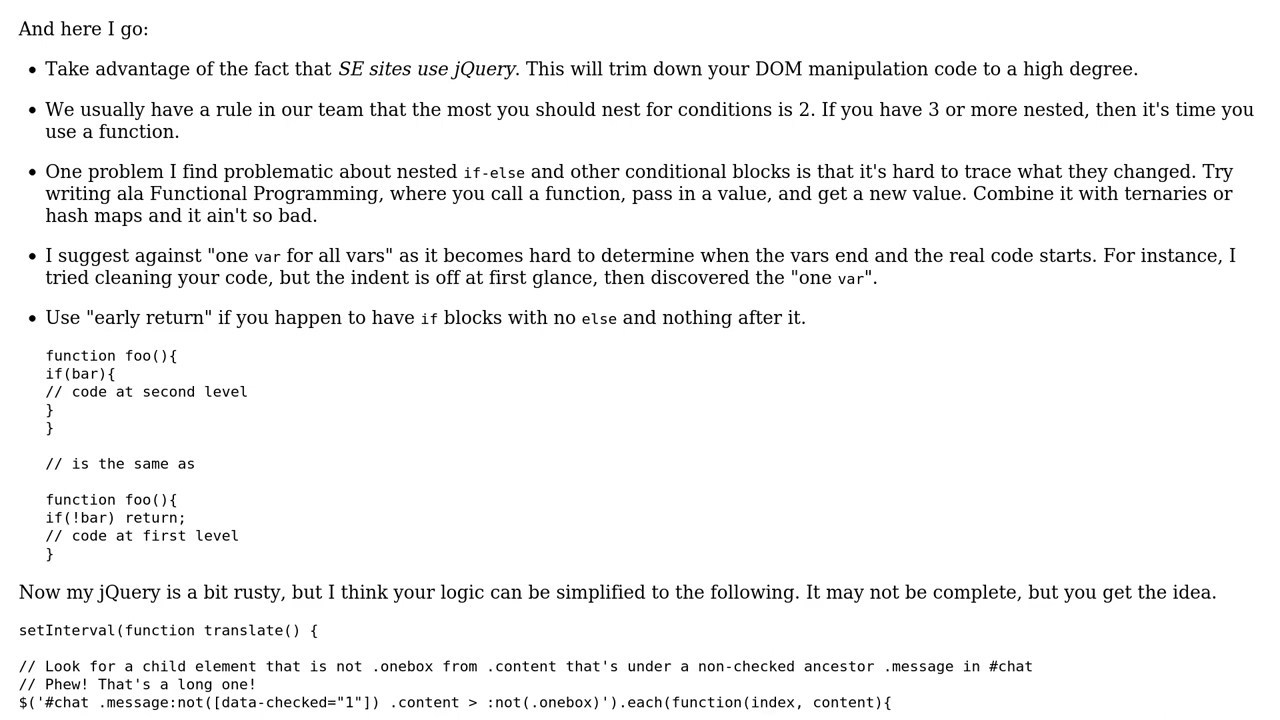 And here I go:
• Take advantage of the fact that SE sites use jQuery. This will trim down your DOM manipulation code to a high degree.
• We usually have a rule in our team that the most you should nest for conditions is 2. If you have 3 or more nested, then it's time you
use a function.
• One problem I find problematic about nested if-else and other conditional blocks is that it's hard to trace what they changed. Try
writing ala Functional Programming, where you call a function, pass in a value, and get a new value. Combine it with ternaries or
hash maps and it ain't so bad.
• I suggest against "one var for all vars" as it becomes hard to determine when the vars end and the real code starts. For instance, I
tried cleaning your code, but the indent is off at first glance, then discovered the "one var".
• Use "early return" if you happen to have if blocks with no else and nothing after it.
function foo(){
if(bar){
// code at second level
}
}
// is the same as
function foo(){
if(!bar) return;
// code at first level
}
Now my jQuery is a bit rusty, but I think your logic can be simplified to the following. It may not be complete, but you get the idea.
setInterval(function translate() {
// Look for a child element that is not .onebox from .content that's under a non-checked ancestor .message in #chat
// Phew! That's a long one!
$('#chat .message:not([data-checked="1"]) .content > :not(.onebox)').each(function(index, content){